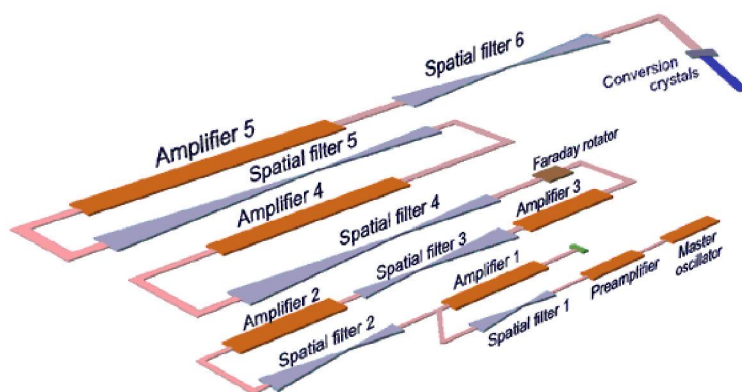 Spatial filter 6
Conversion
crystals
Amplifier 5
Spatial filter 5
Faraday rotator
Amplifier 4
Amplifier 3
Spatial filter 4
Spatial filter 3
Amplifier 1
Master
oscillator
Preamplifier
Amplifier 2
Spatial filter 2
Spatial filter 1